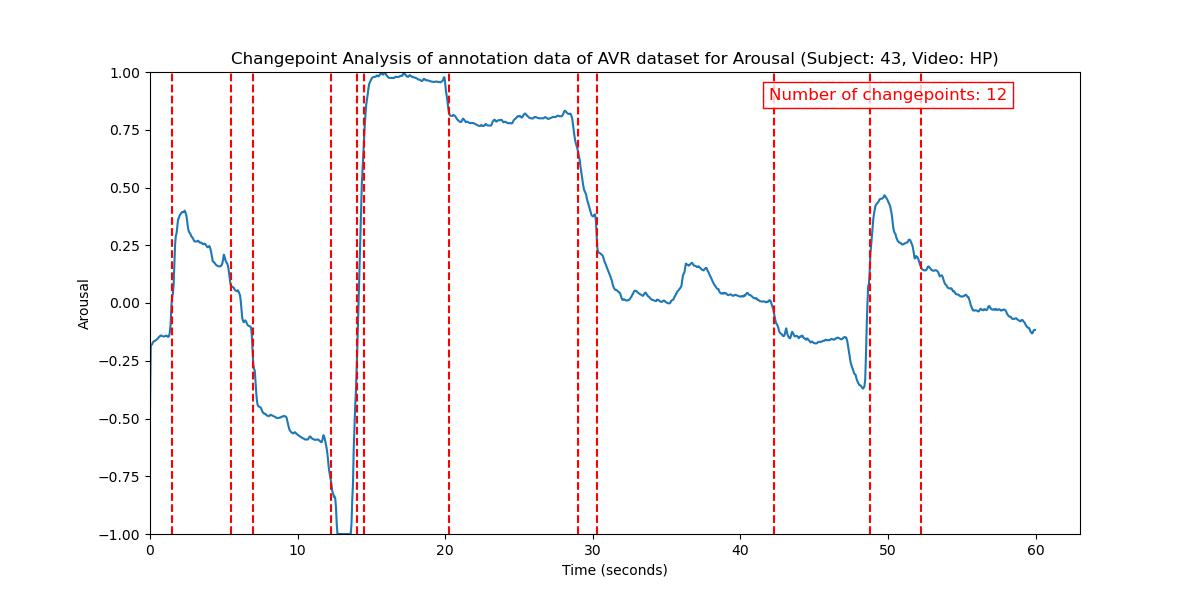 Changepoint Analysis of annotation data of AVR dataset for Arousal (Subject: 43, Video: HP)
Number of changepoints: 12
1.00
0.75
0.50
0.25
0.00
−0.25
−0.50
−0.75
−1.00
Arousal
0 10 20 30 40 50 60
Time (seconds)